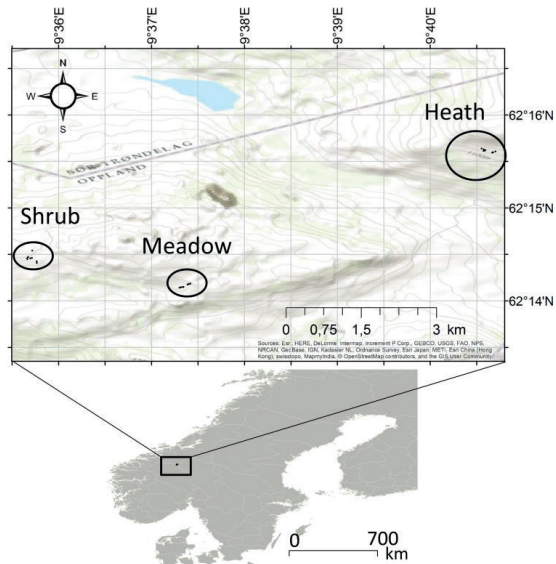 9°36'E 9°37'E 9°38'E 9°39'E 9°40'E
N
W E
S
Heath
62°16'N
SØR-TRØNDELAG
OPPLAND
62°15'N
Shrub
Meadow
62°14'N
0 0,75 1,5 3 km
Sources: Esri, HERE, DeLorme, Intermap, increment P Corp., GEBCO, USGS, FAO, NPS,
NRCAN, GeoBase, IGN, Kadaster NL, Ordnance Survey, Esri Japan, METI, Esri China (Hong
Kong), swisstopo, MapmyIndia, © OpenStreetMap contributors, and the GIS User Community
0 700
km